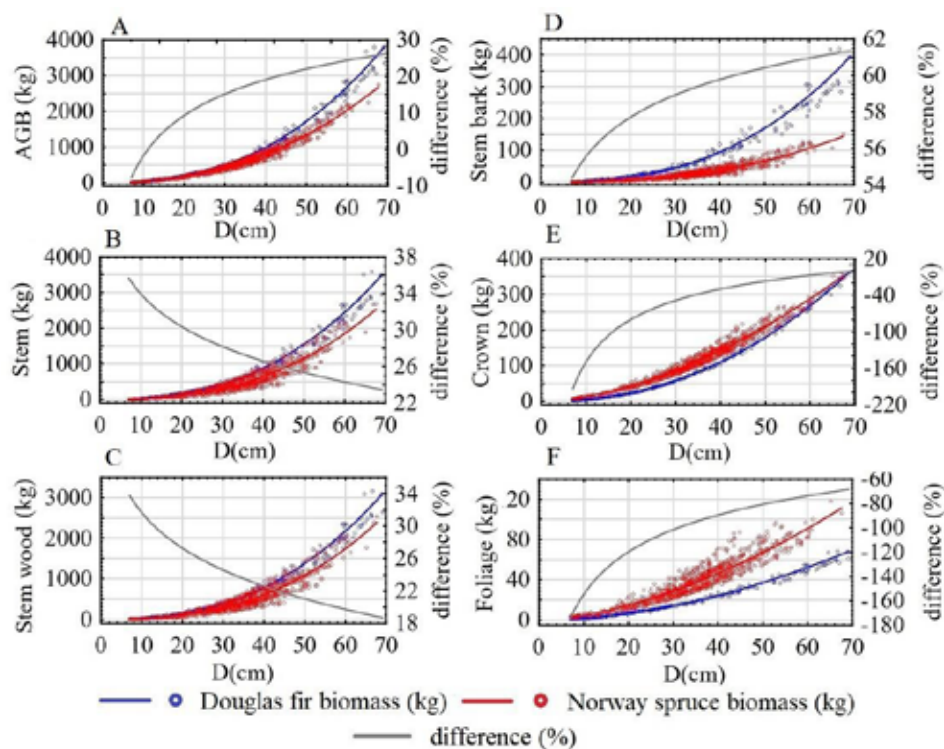 A
AGB (kg)
4000
3000
2000
1000
0
30
20
10
0
-10
difference (%)
0 10 20 30 40 50 60 70
D(cm)
D
Stem bark (kg)
400
300
200
100
0
62
60
58
56
54
difference (%)
0 10 20 30 40 50 60 70
D(cm)
B
Stem (kg)
4000
3000
2000
1000
0
38
34
30
26
22
difference (%)
0 10 20 30 40 50 60 70
D(cm)
E
Crown (kg)
400
300
200
100
0
20
-40
-100
-160
-220
difference (%)
0 10 20 30 40 50 60 70
D(cm)
C
Stem wood (kg)
3000
2000
1000
0
34
30
26
22
18
difference (%)
0 10 20 30 40 50 60 70
D(cm)
F
Foliage (kg)
20
80
40
0
-60
-80
-100
-120
-140
-160
-180
difference (%)
0 10 20 30 40 50 60 70
D(cm)
Douglas fir biomass (kg) Norway spruce biomass (kg)
difference (%)